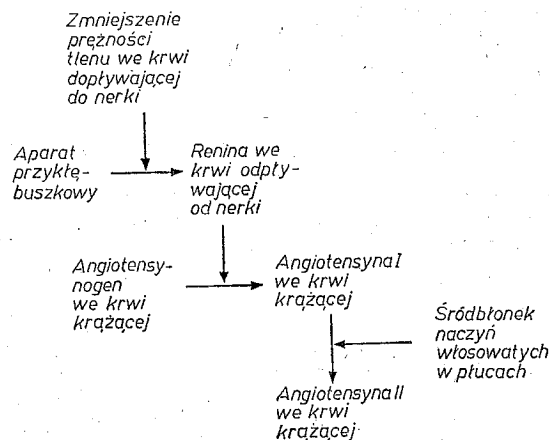 Zmniejszenie
prężności
tlenu we krwi
dopływającej
do nerki
Aparat
przykłę-
buszkowy
Renina we
krwi odpły-
wającej
od nerki
Angiotensy-
nogen
we krwi
krążącej
Angiotensyna I
we krwi
krążącej
Śródbłonek
naczyń
włosowatych
w płucach
Angiotensyna II
we krwi
krążącej